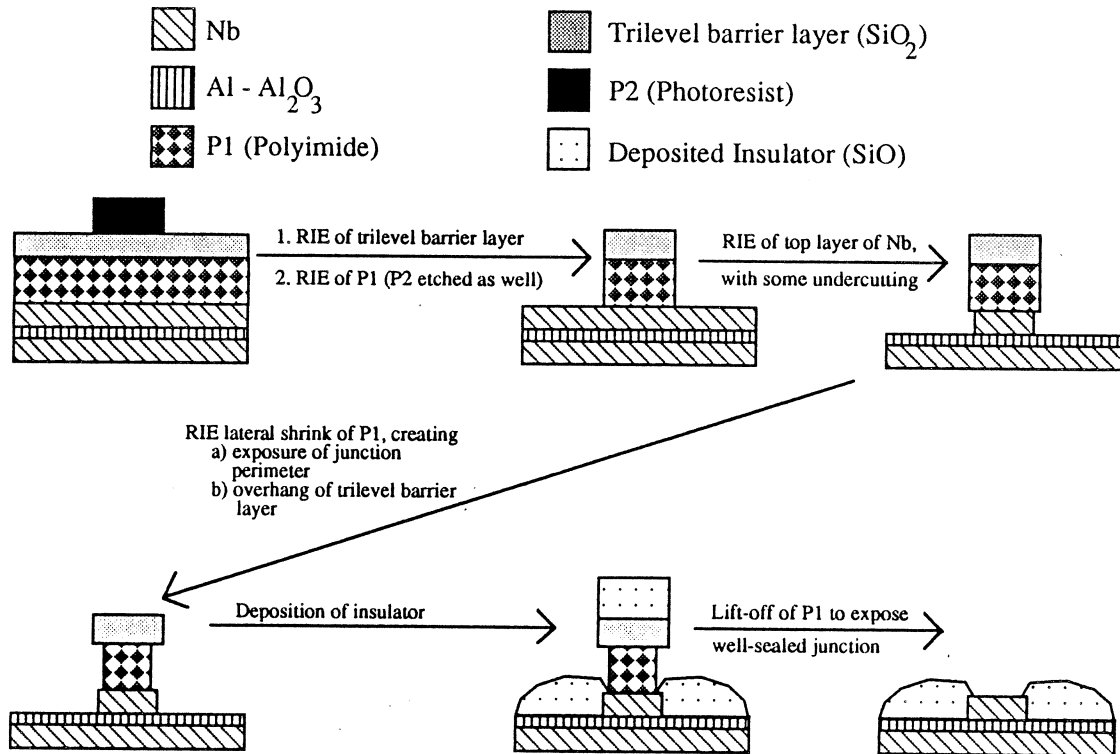 Nb
Al - Al2O3
P1 (Polyimide)
Trilevel barrier layer (SiO2)
P2 (Photoresist)
Deposited Insulator (SiO)
1. RIE of trilevel barrier layer
2. RIE of P1 (P2 etched as well)
RIE of top layer of Nb,
with some undercutting
RIE lateral shrink of P1, creating
a) exposure of junction
perimeter
b) overhang of trilevel barrier
layer
Deposition of insulator
Lift-off of P1 to expose
well-sealed junction